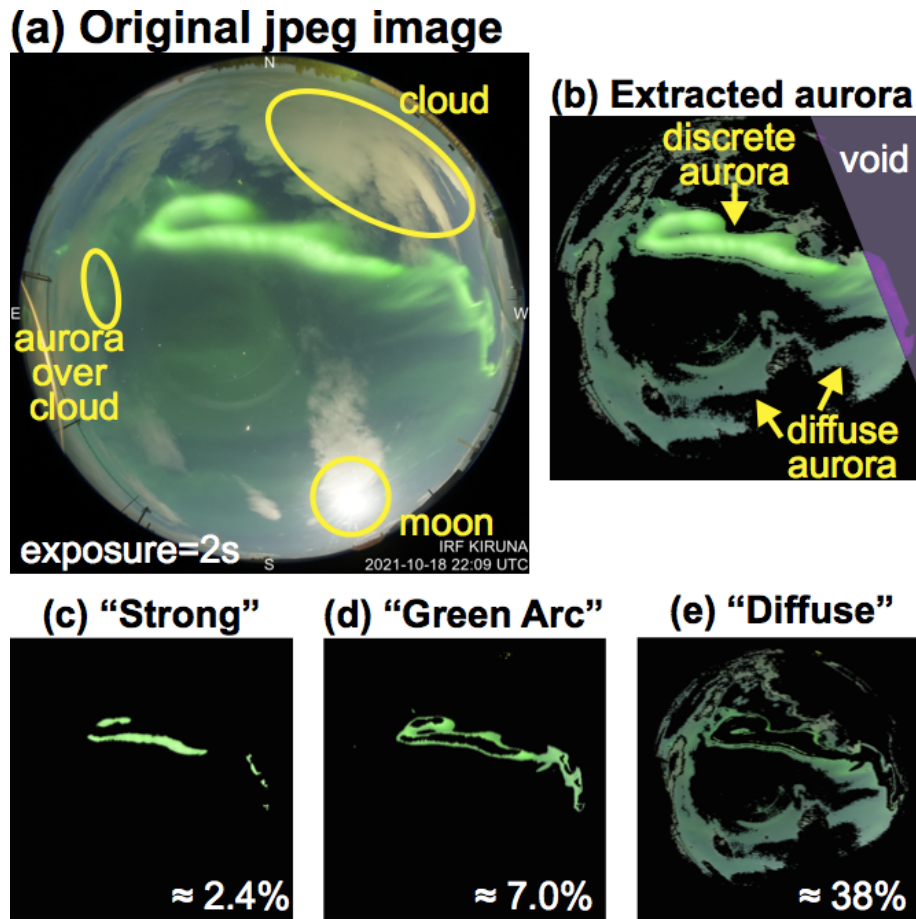 (a) Original jpeg image
N
cloud
E
W
aurora
over
cloud
moon
exposure=2s
IRF KIRUNA
S
2021-10-18 22:09 UTC
(b) Extracted aurora
discrete
aurora
void
diffuse
aurora
(c) “Strong”
≈ 2.4%
(d) “Green Arc”
≈ 7.0%
(e) “Diffuse”
≈ 38%